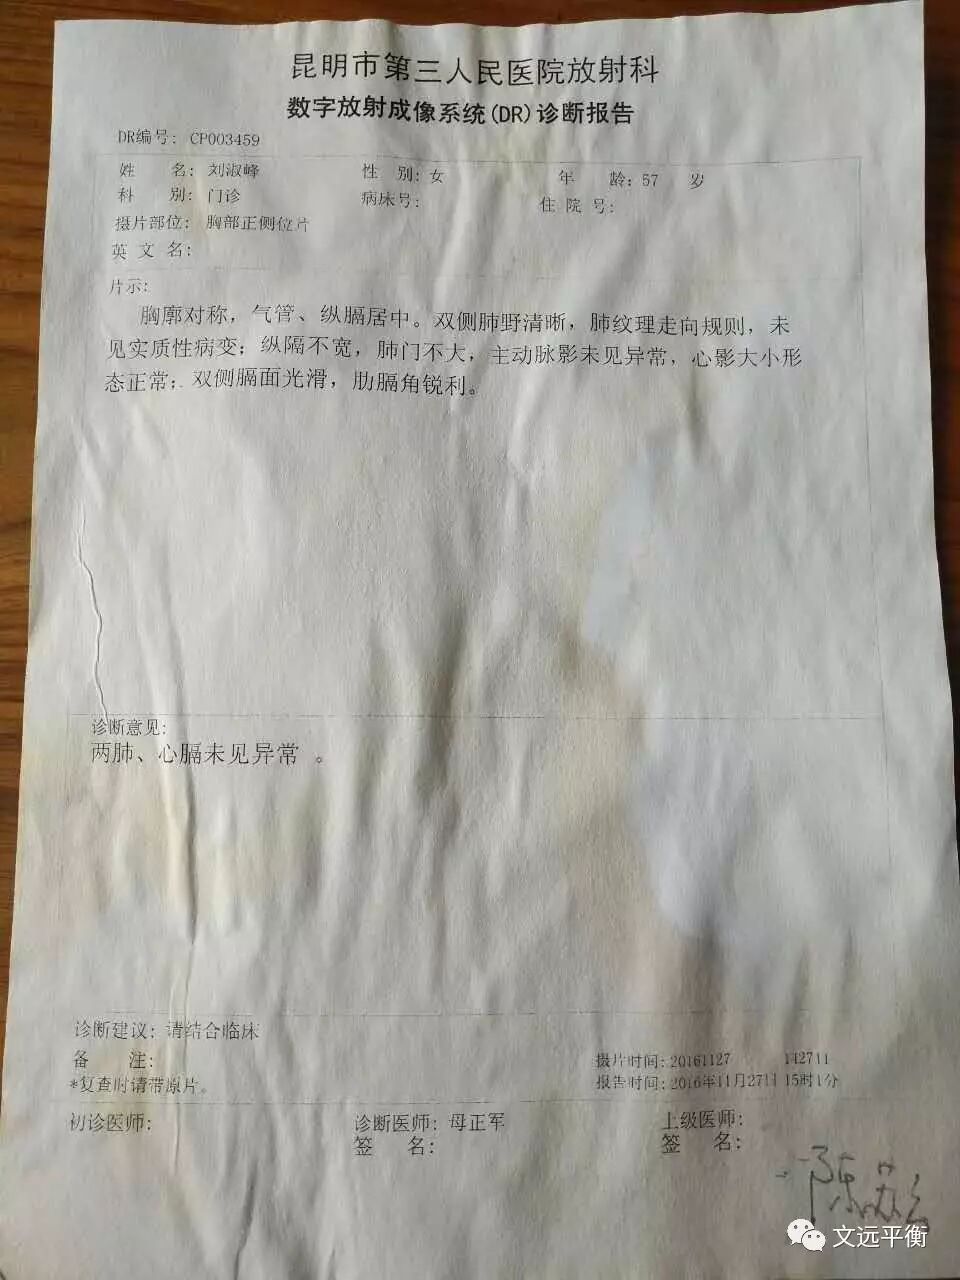 昆明市第三人民医院放射科
数字放射成像系统(DR)诊断报告
DR编号: CP003459
姓 名: 刘淑峰 性 别: 女 年 龄: 57 岁
科 别: 门诊 病床号: 住 院 号:
摄片部位: 胸部正侧位片
英 文 名:
片示:
胸廓对称，气管、纵膈居中。双侧肺野清晰，肺纹理走向规则，未
见实质性病变；纵隔不宽，肺门不大，主动脉影未见异常，心影大小形
态正常；双侧膈面光滑，肋膈角锐利。
诊断意见:
两肺、心膈未见异常 。
诊断建议: 请结合临床
备 注: 摄片时间: 20161127 142711
*复查时请带原片。 报告时间: 2016年11月27日 15时1分
初诊医师: 诊断医师: 母正军 上级医师:
签 名: 签 名:
文远平衡